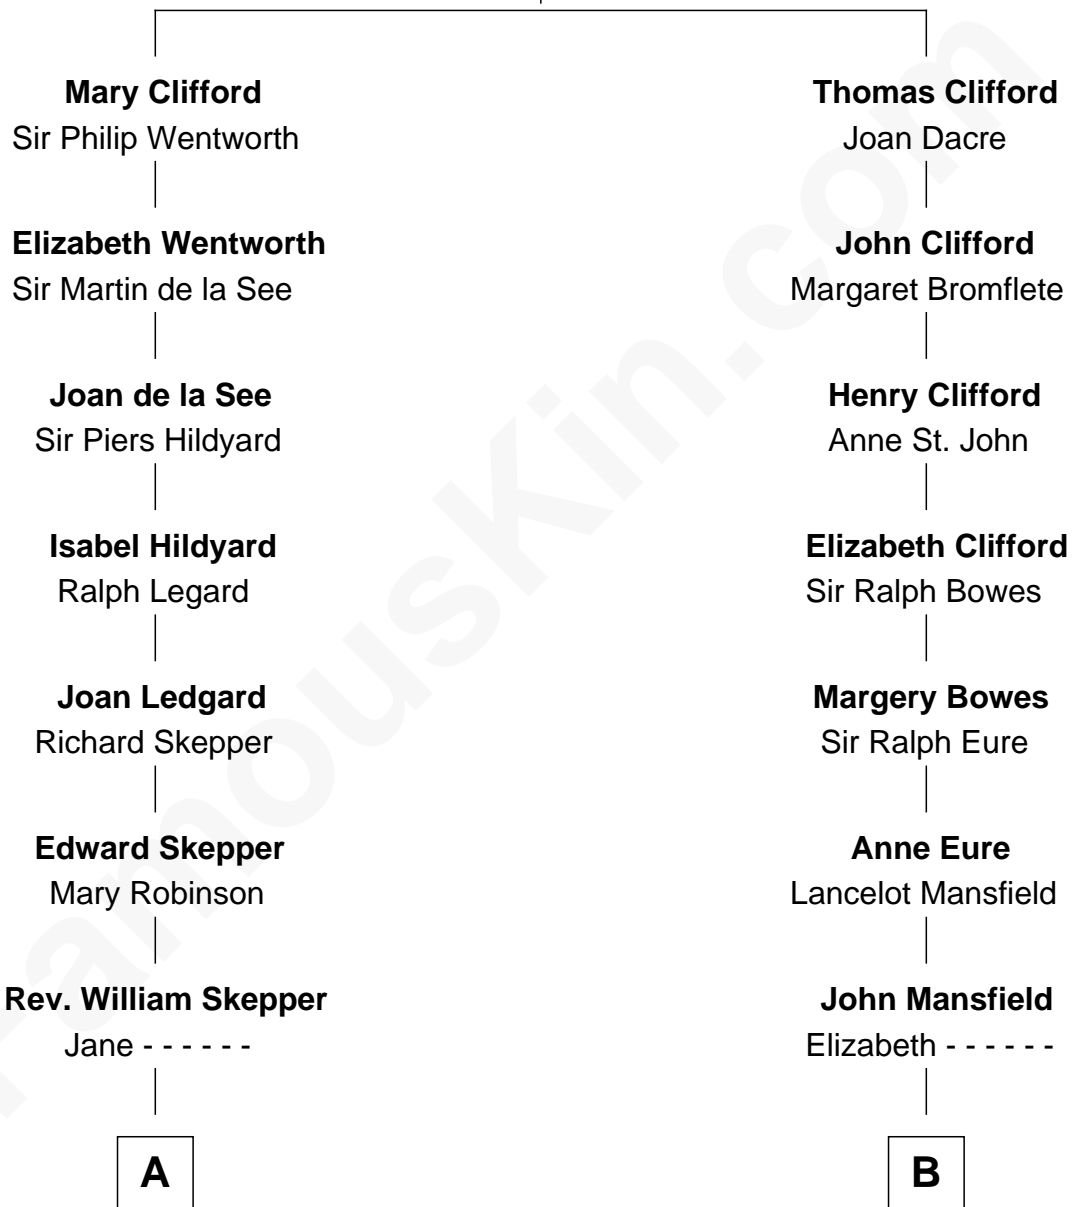 Mary Clifford
Sir Philip Wentworth
Elizabeth Wentworth
Sir Martin de la See
Joan de la See
Sir Piers Hildyard
Isabel Hildyard
Ralph Legard
Joan Ledgard
Richard Skepper
Edward Skepper
Mary Robinson
Rev. William Skepper
Jane - - - - - -
A
Thomas Clifford
Joan Dacre
John Clifford
Margaret Bromflete
Henry Clifford
Anne St. John
Elizabeth Clifford
Sir Ralph Bowes
Margery Bowes
Sir Ralph Eure
Anne Eure
Lancelot Mansfield
John Mansfield
Elizabeth - - - - - -
B
FamousKin.com